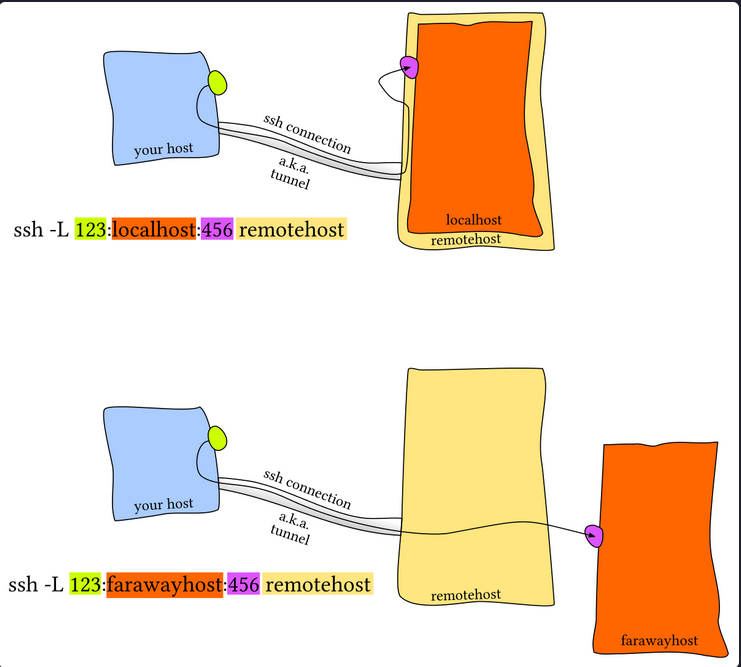 your host
ssh connection
a.k.a.
tunnel
localhost
remotehost
ssh -L 123:localhost:456 remotehost
your host
ssh connection
a.k.a.
tunnel
remotehost
farawayhost
ssh -L 123:farawayhost:456 remotehost